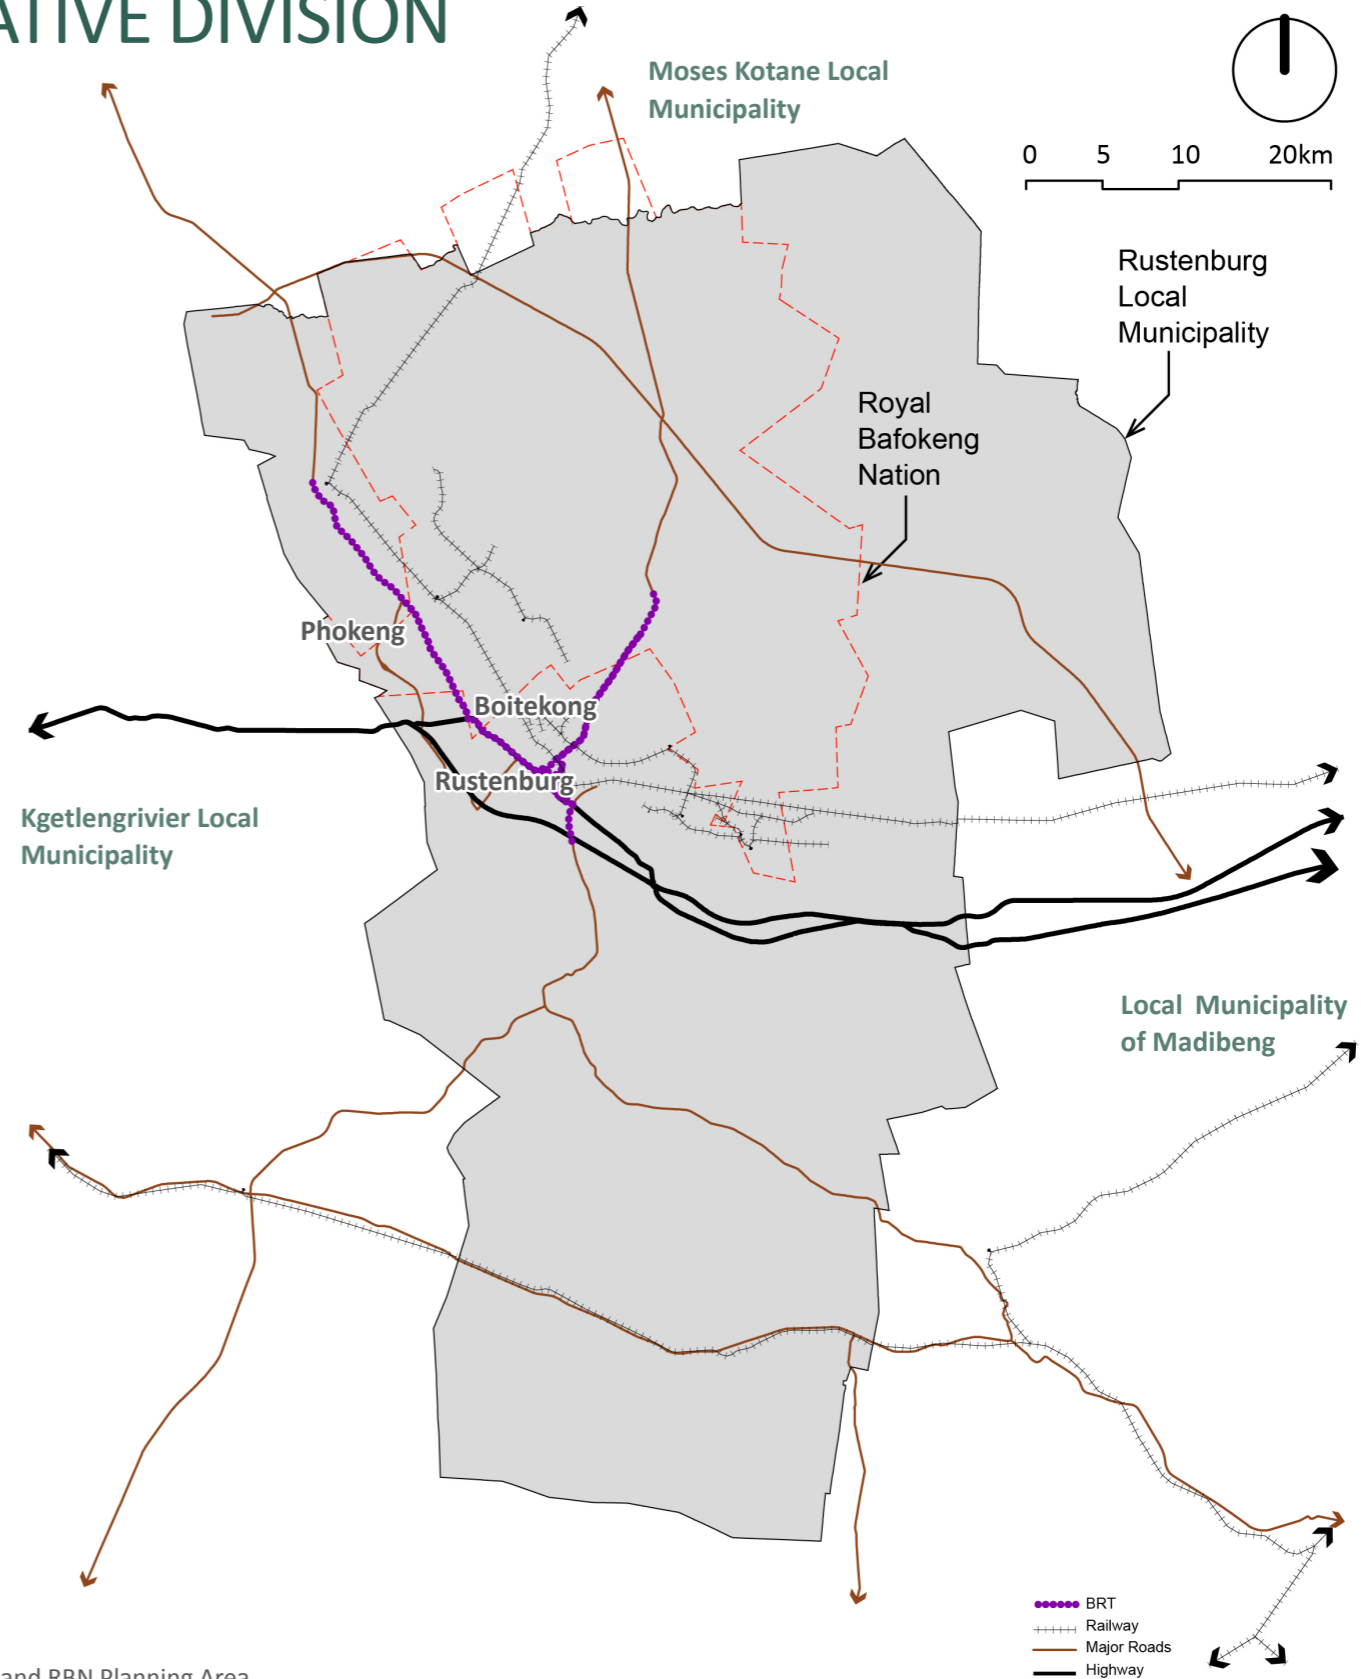 ATIVE DIVISION
Moses Kotane Local
Municipality
0 5 10 20km
Rustenburg
Local
Municipality
Royal
Bafokeng
Nation
Phokeng
Boitekong
Rustenburg
Kgetlengrivier Local
Municipality
Local Municipality
of Madibeng
BRT
Railway
Major Roads
Highway
and RBN Planning Area